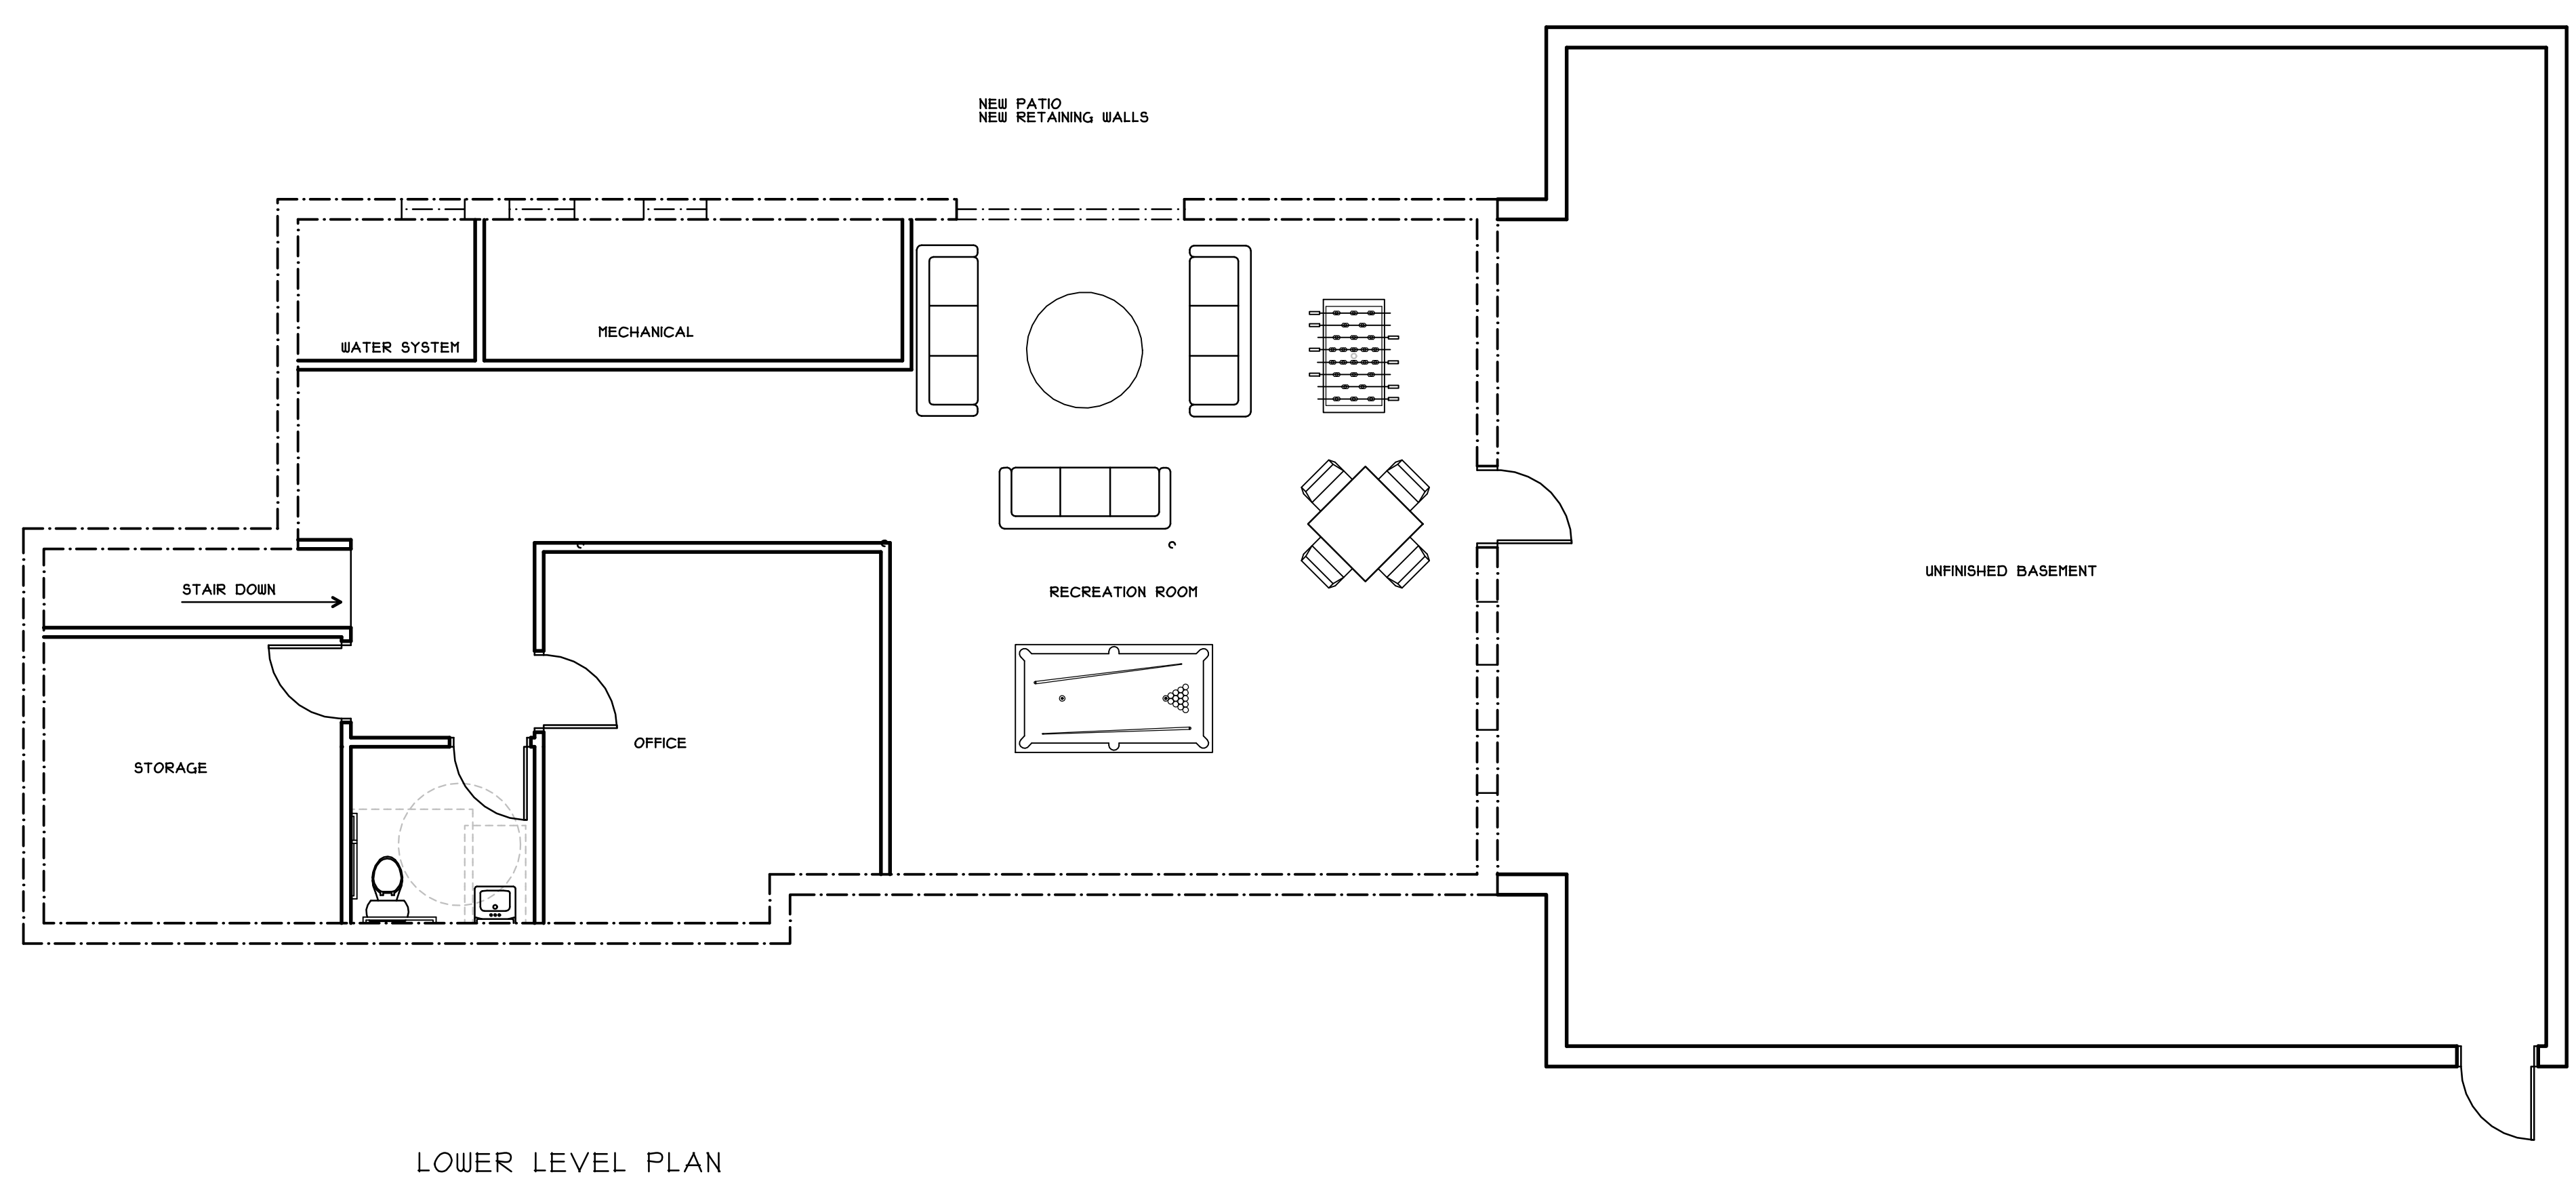 NEW PATIO
NEW RETAINING WALLS
MECHANICAL
WATER SYSTEM
UNFINISHED BASEMENT
STAIR DOWN
RECREATION ROOM
OFFICE
STORAGE
LOWER LEVEL PLAN